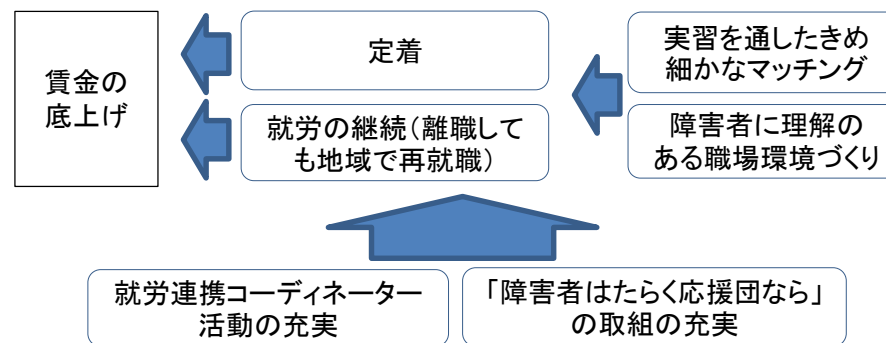 賃金の
底上げ
定着
就労の継続(離職して
も地域で再就職)
実習を通したきめ
細かなマッチング
障害者に理解の
ある職場環境づくり
就労連携コーディネーター
活動の充実
「障害者はたらく応援団なら」
の取組の充実